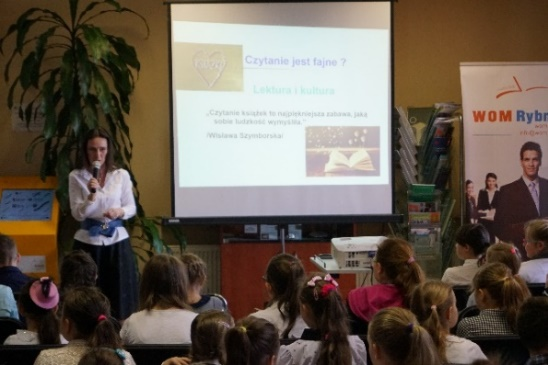 Czytanie jest fajne ?
Lektura i kultura
„Czytanie książek to najpiękniejsza zabawa, jaką
sobie ludzkość wymyśliła."
/Wisława Szymborska/
WOM Rybn